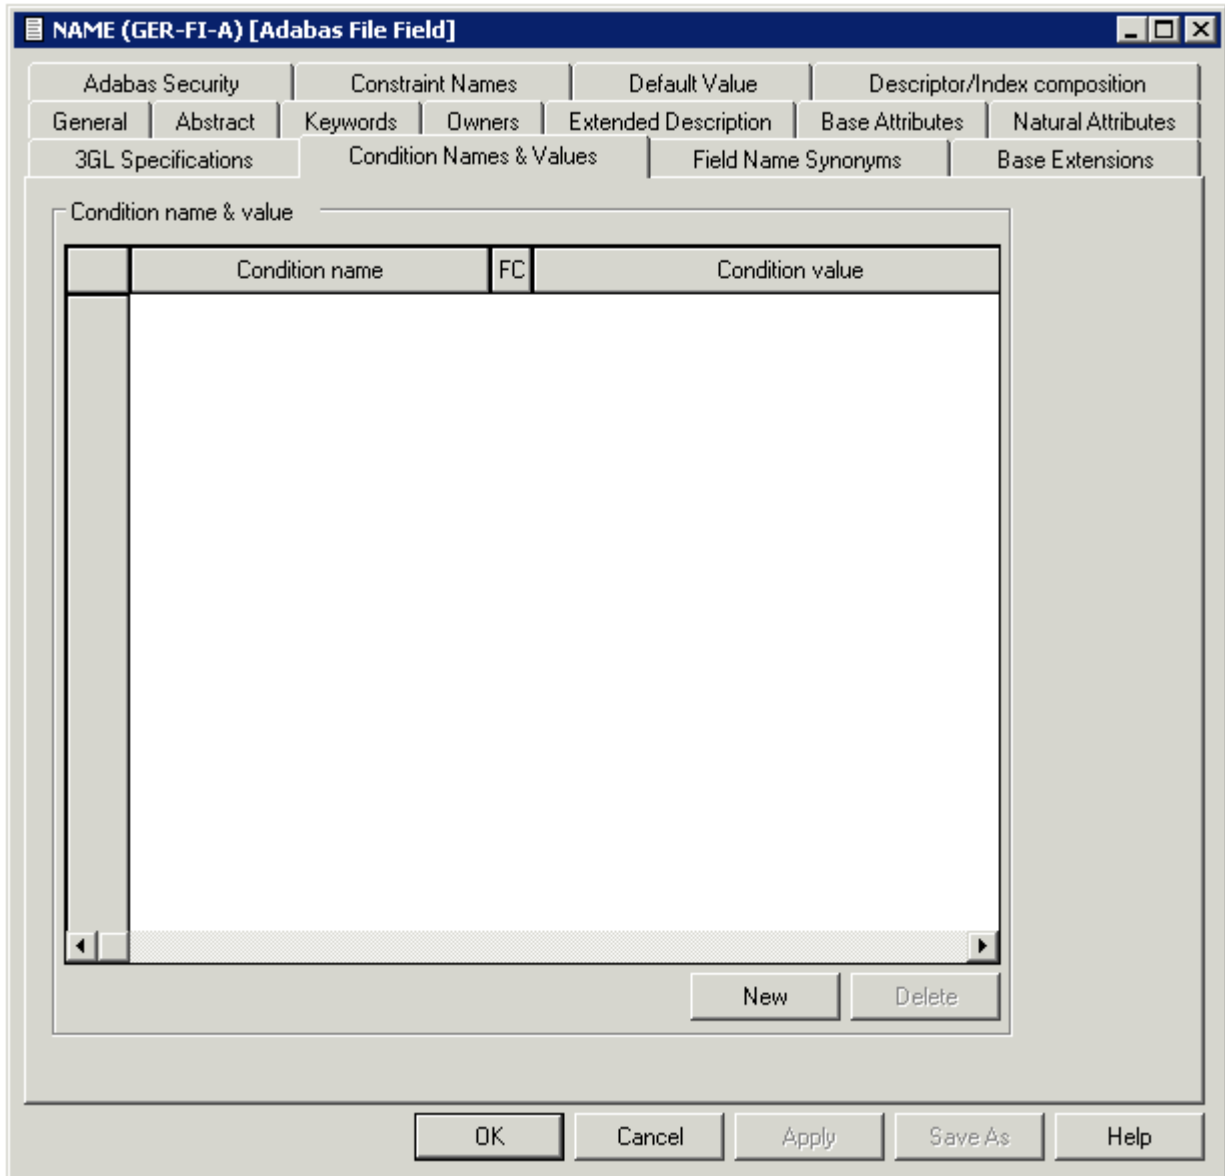 NAME (GER-FI-A) [Adabas File Field]
Adabas Security Constraint Names Default Value Descriptor/Index composition
General Abstract Keywords Owners Extended Description Base Attributes Natural Attributes
3GL Specifications Condition Names & Values Field Name Synonyms Base Extensions
Condition name & value
Condition name FC Condition value
New Delete
OK Cancel Apply Save As Help